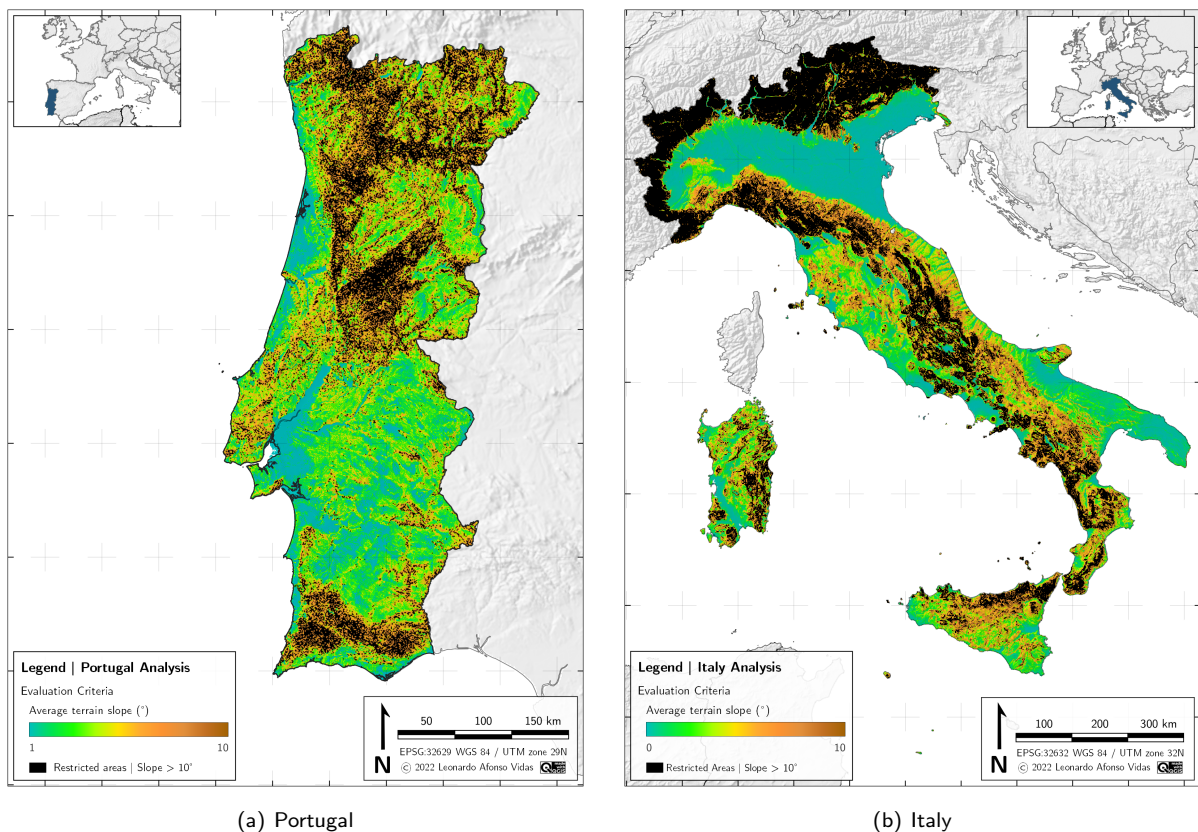 Legend | Portugal Analysis
Evaluation Criteria
Average terrain slope (°)
1 10
Restricted areas | Slope > 10°
N
50 100 150 km
EPSG:32629 WGS 84 / UTM zone 29N
© 2022 Leonardo Afonso Vidas
(a) Portugal
Legend | Italy Analysis
Evaluation Criteria
Average terrain slope (°)
0 10
Restricted Areas | Slope > 10°
N
100 200 300 km
EPSG:32632 WGS 84 / UTM zone 32N
© 2022 Leonardo Afonso Vidas
(b) Italy